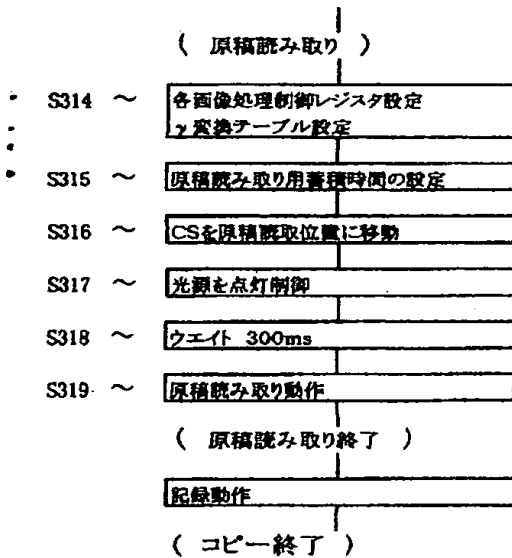 ( 原稿読み取り )
S314 ～ 各画像処理制御レジスタ設定
γ変換テーブル設定
S315 ～ 原稿読み取り用蓄積時間の設定
S316 ～ CSを原稿読取位置に移動
S317 ～ 光源を点灯制御
S318 ～ ウエイト 300ms
S319 ～ 原稿読み取り動作
( 原稿読み取り終了 )
記録動作
( コピー終了 )